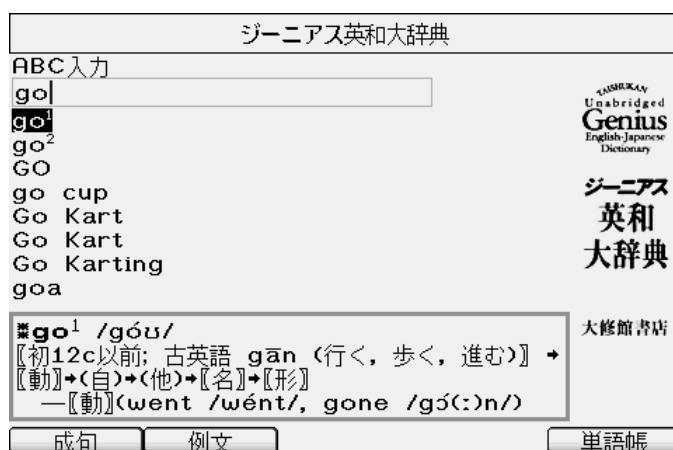 ジーニアス英和大辞典
ABC入力
go
go¹
go²
GO
go cup
Go Kart
Go Kart
Go Karting
goa
TAISHUKAN
Unabridged
Genius
English-Japanese
Dictionary
ジーニアス
英和
大辞典
大修館書店
⁑go¹ /góʊ/
〖初12c以前; 古英語 gān (行く, 歩く, 進む)〗 ➜
〖動〗➜(自)➜(他)➜〖名〗➜〖形〗
―〖動〗(went /wént/, gone /gɔ́(ː)n/)
成句 例文 単語帳